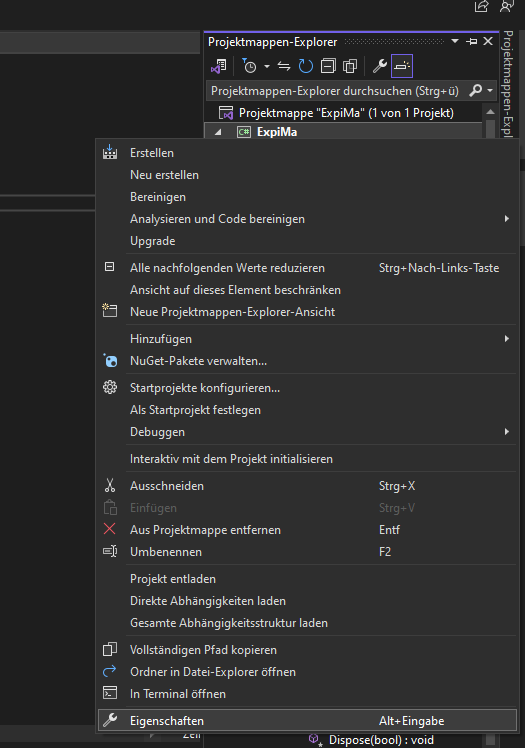 Projektmappen-Explorer
Projektmappen-Explorer durchsuchen (Strg+ü)
Projektmappe "ExpiMa" (1 von 1 Projekt)
C# ExpiMa
Projektmappen-Expl
Erstellen
Neu erstellen
Bereinigen
Analysieren und Code bereinigen
Upgrade
Alle nachfolgenden Werte reduzieren Strg+Nach-Links-Taste
Ansicht auf dieses Element beschränken
Neue Projektmappen-Explorer-Ansicht
Hinzufügen
NuGet-Pakete verwalten...
Startprojekte konfigurieren...
Als Startprojekt festlegen
Debuggen
Interaktiv mit dem Projekt initialisieren
Ausschneiden Strg+X
Einfügen Strg+V
Aus Projektmappe entfernen Entf
Umbenennen F2
Projekt entladen
Direkte Abhängigkeiten laden
Gesamte Abhängigkeitsstruktur laden
Vollständigen Pfad kopieren
Ordner in Datei-Explorer öffnen
In Terminal öffnen
Eigenschaften Alt+Eingabe
Dispose(bool) : void